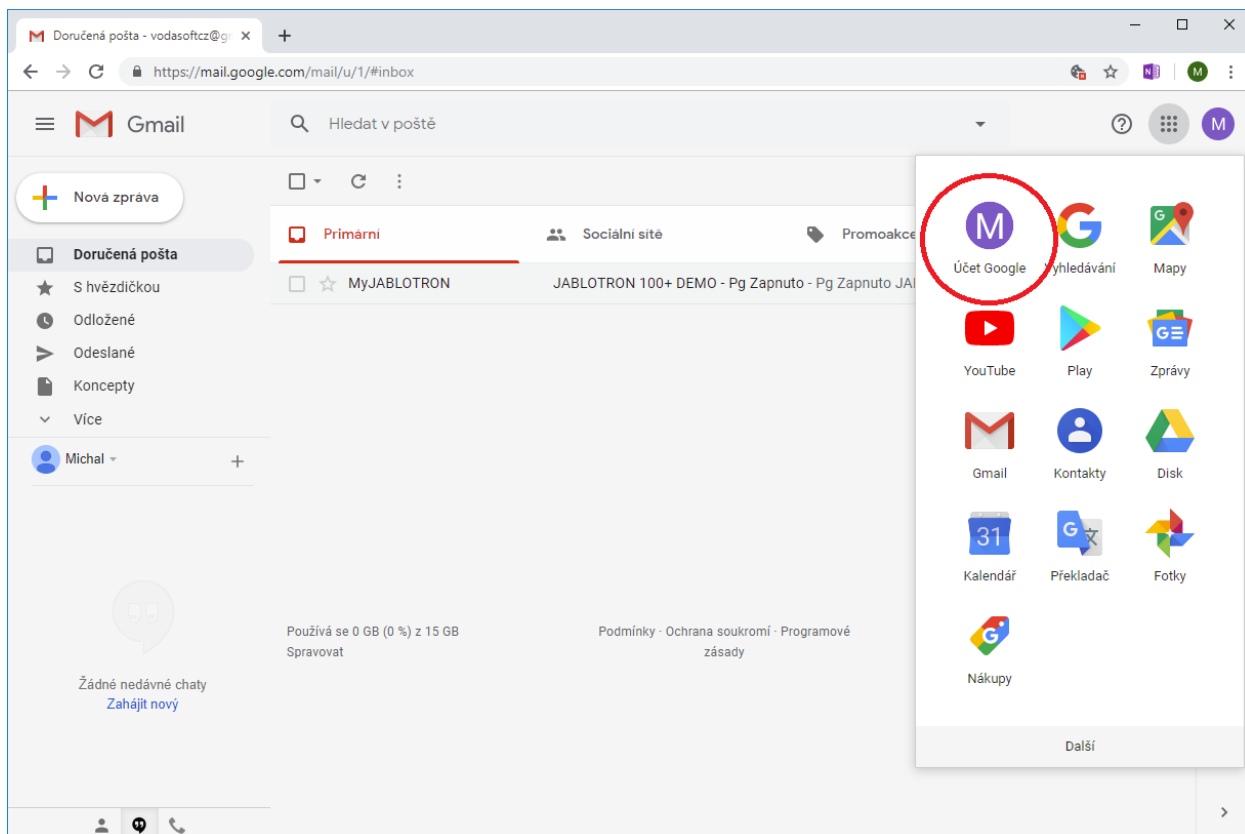 Doručená pošta - vodasoftcz@g
https://mail.google.com/mail/u/1/#inbox
M
Gmail
Hledat v poště
M
Nová zpráva
Doručená pošta
S hvězdičkou
Odložené
Odeslané
Koncepty
Více
Michal
Žádné nedávné chaty
Zahájit nový
Primární
Sociální sítě
Promoakce
MyJABLOTRON
JABLOTRON 100+ DEMO - Pg Zapnuto - Pg Zapnuto JA
Používá se 0 GB (0 %) z 15 GB
Spravovat
Podmínky · Ochrana soukromí · Programové
zásady
M
Účet Google
Vyhledávání
Mapy
YouTube
Play
Zprávy
Gmail
Kontakty
Disk
31
Kalendář
Překladač
Fotky
Nákupy
Další